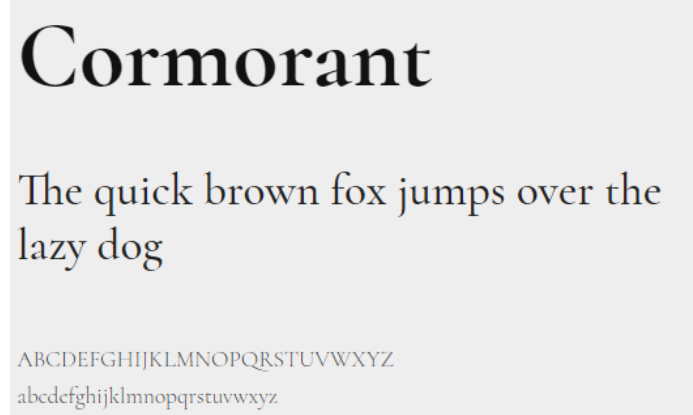 Cormorant
The quick brown fox jumps over the
lazy dog
ABCDEFGHIJKLMNOPQRSTUVWXYZ
abcdefghijklmnopqrstuvwxyz